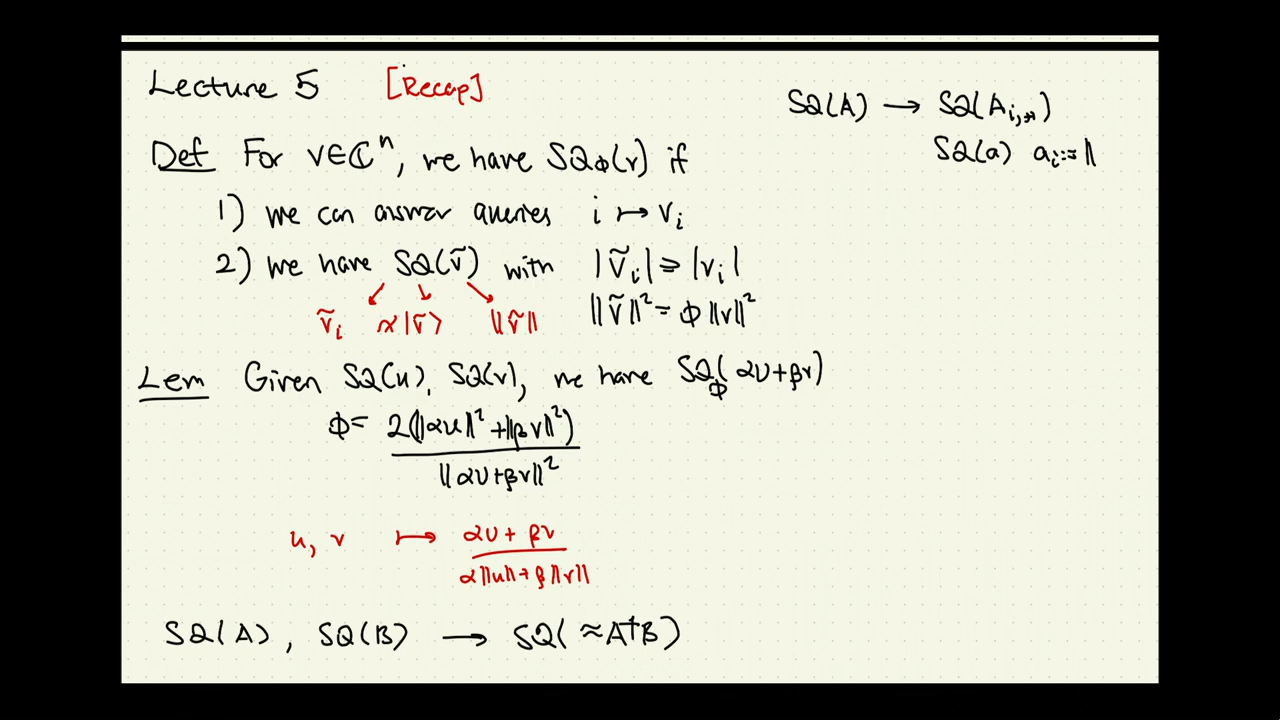 Lecture 5 [Recap]
SQ(A) → SQ(A_{i,*})
SQ(a) a_i := ‖
Def For v∈ℂⁿ, we have SQ_ϕ(v) if
1) we can answer queries i ↦ v_i
2) we have SQ(ṽ) with |ṽ_i| ≥ |v_i|
ṽ_i ∝|ṽ⟩ ‖ṽ‖ ‖ṽ‖² = ϕ‖v‖²
Lem Given SQ(u), SQ(v), we have SQ_ϕ(αu+βv)
ϕ = 2(‖αu‖² + ‖βv‖²) / ‖αu+βv‖²
u, v ↦ αu + βv / α‖u‖ + β‖v‖
SQ(A), SQ(B) → SQ(≈A†B)